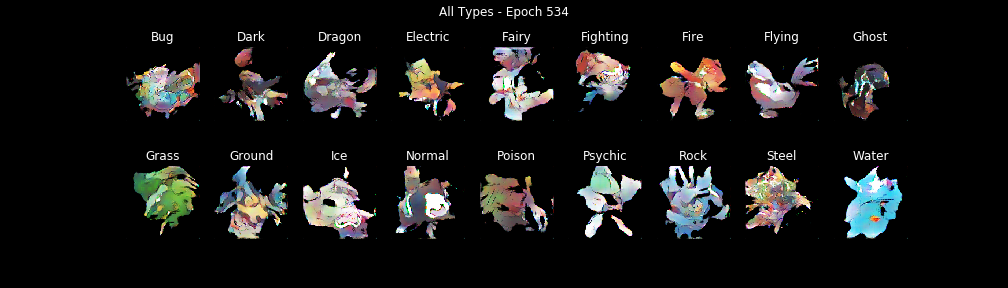 All Types - Epoch 534
Bug Dark Dragon Electric Fairy Fighting Fire Flying Ghost
Grass Ground Ice Normal Poison Psychic Rock Steel Water